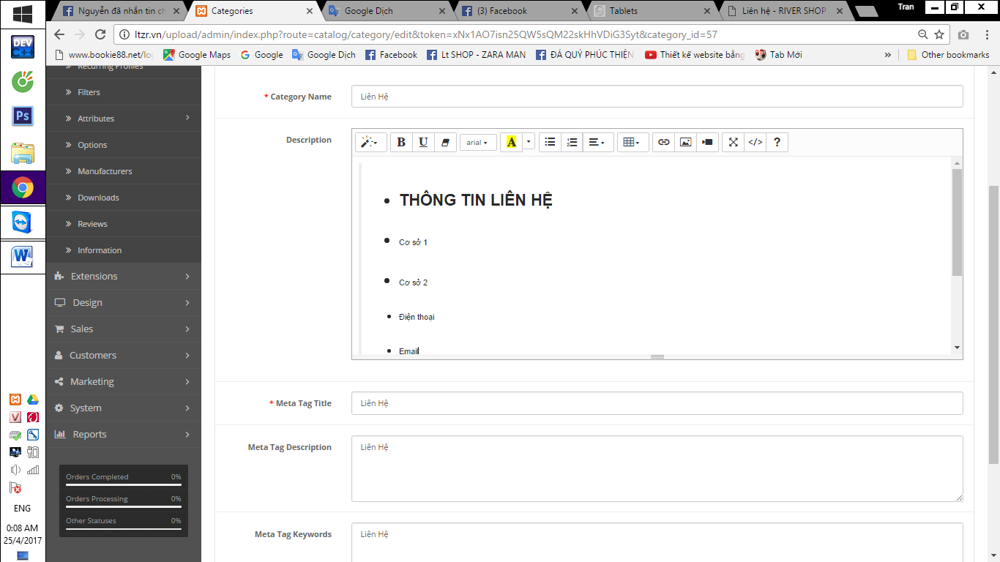 Nguyễn đã nhắn tin ch
Categories
Google Dịch
(3) Facebook
Tablets
Liên hệ - RIVER SHOP
Tran
ltzr.vn/upload/admin/index.php?route=catalog/category/edit&token=xNx1AO7isn25QW5sQM22skHhVDiG3Syt&category_id=57
www.bookie88.net/log
Google Maps
Google
Google Dịch
Facebook
Lt SHOP - ZARA MAN
ĐÁ QUÝ PHÚC THIỆN
Thiết kế website bằng
Tab Mới
»
Other bookmarks
DEV
C++
Ps
W
Recurring Profiles
Filters
Attributes
Options
Manufacturers
Downloads
Reviews
Information
Extensions
Design
Sales
Customers
Marketing
System
Reports
Orders Completed 0%
Orders Processing 0%
Other Statuses 0%
ENG
0:08 AM
25/4/2017
* Category Name
Liên Hệ
Description
B U arial A </> ?
THÔNG TIN LIÊN HỆ
Cơ sở 1
Cơ sở 2
Điện thoại
Email
* Meta Tag Title
Liên Hệ
Meta Tag Description
Liên Hệ
Meta Tag Keywords
Liên Hệ